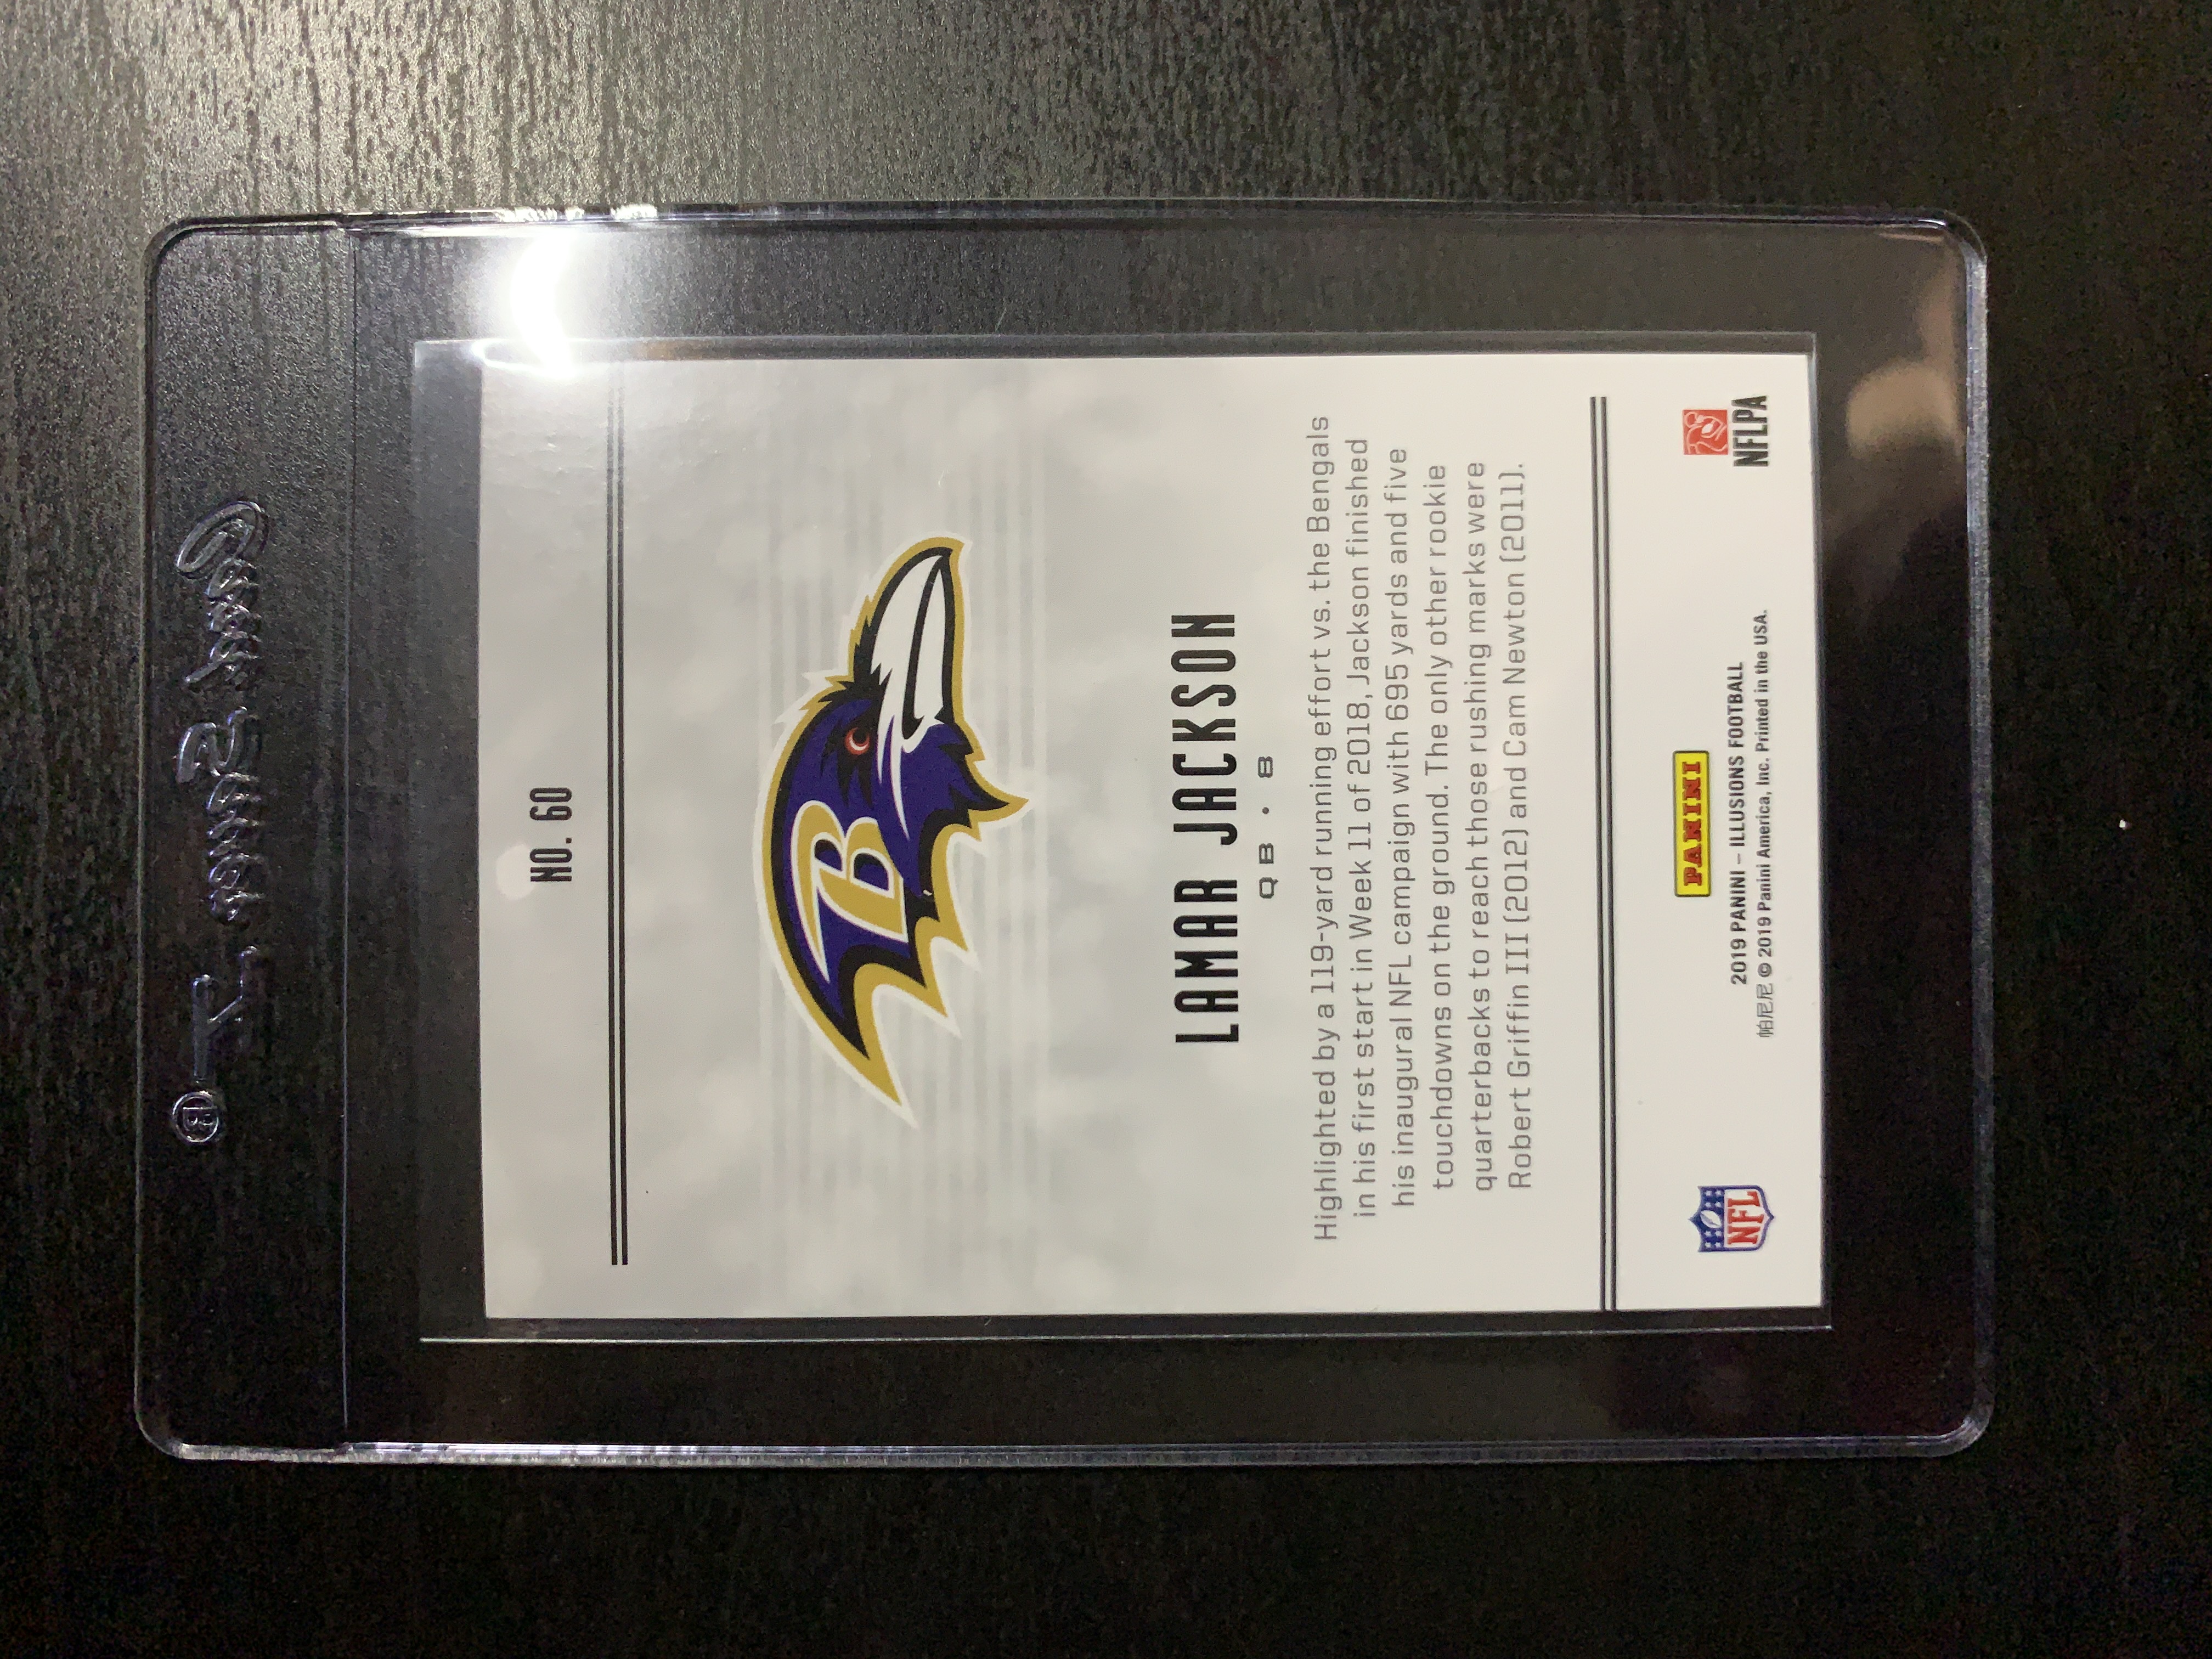 Card Saver I ®
NO. 60
B
LAMAR JACKSON
QB • 8
Highlighted by a 119-yard running effort vs. the Bengals
in his first start in Week 11 of 2018, Jackson finished
his inaugural NFL campaign with 695 yards and five
touchdowns on the ground. The only other rookie
quarterbacks to reach those rushing marks were
Robert Griffin III (2012) and Cam Newton (2011).
PANINI
NFL
2019 PANINI – ILLUSIONS FOOTBALL
帕尼尼 © 2019 Panini America, Inc. Printed in the USA.
NFLPA